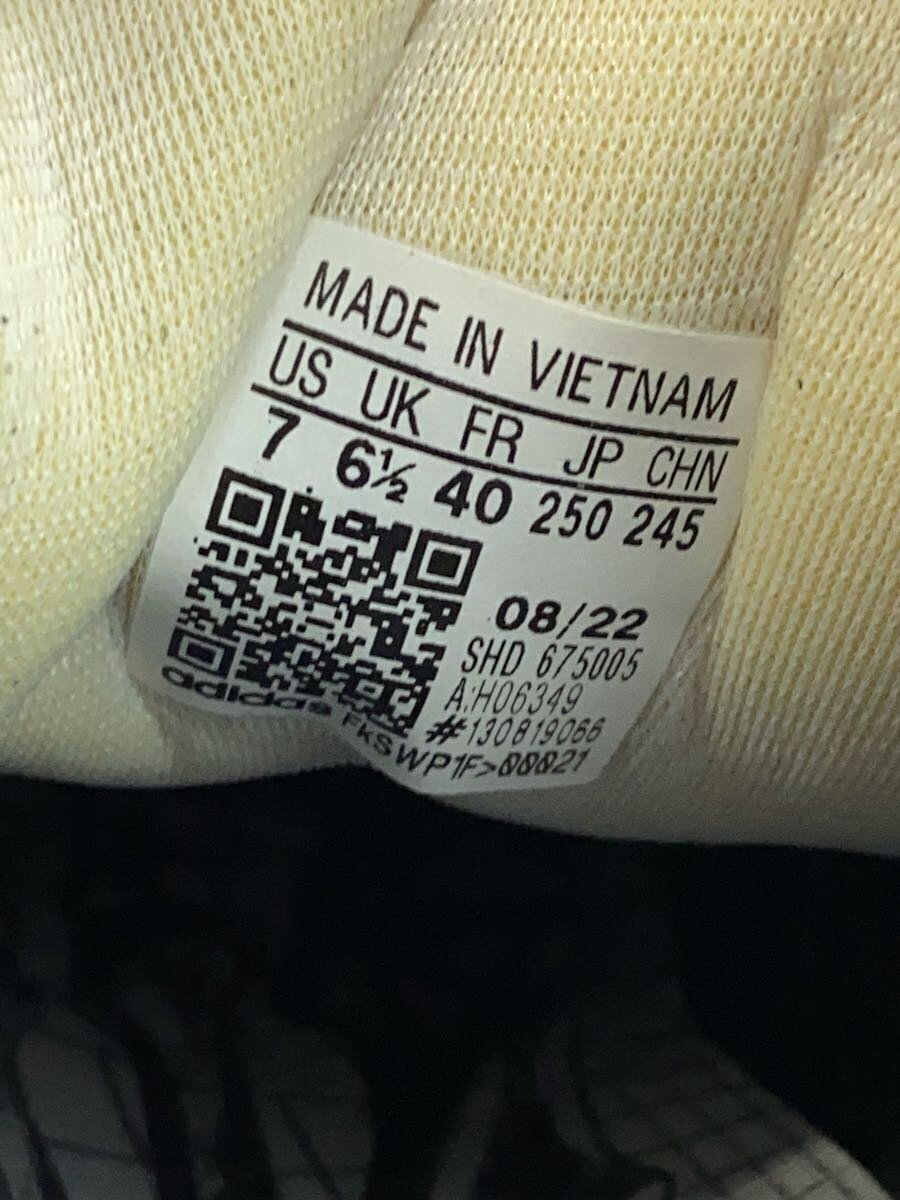 MADE IN VIETNAM
US UK FR JP CHN
7 6½ 40 250 245
08/22
SHD 675005
A:H06349
#130819066
adidas FkSWP1F>00021